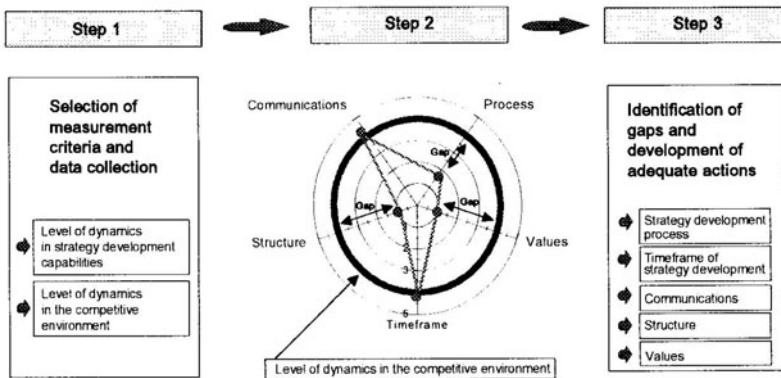 Step 1
Step 2
Step 3
Selection of
measurement
criteria and
data collection
Level of dynamics
in strategy development
capabilities
Level of dynamics
in the competitive
environment
Communications
Process
Gap
Gap
Gap
Structure
Values
3
5
Timeframe
Level of dynamics in the competitive environment
Identification of
gaps and
development of
adequate actions
Strategy development
process
Timeframe of
strategy development
Communications
Structure
Values